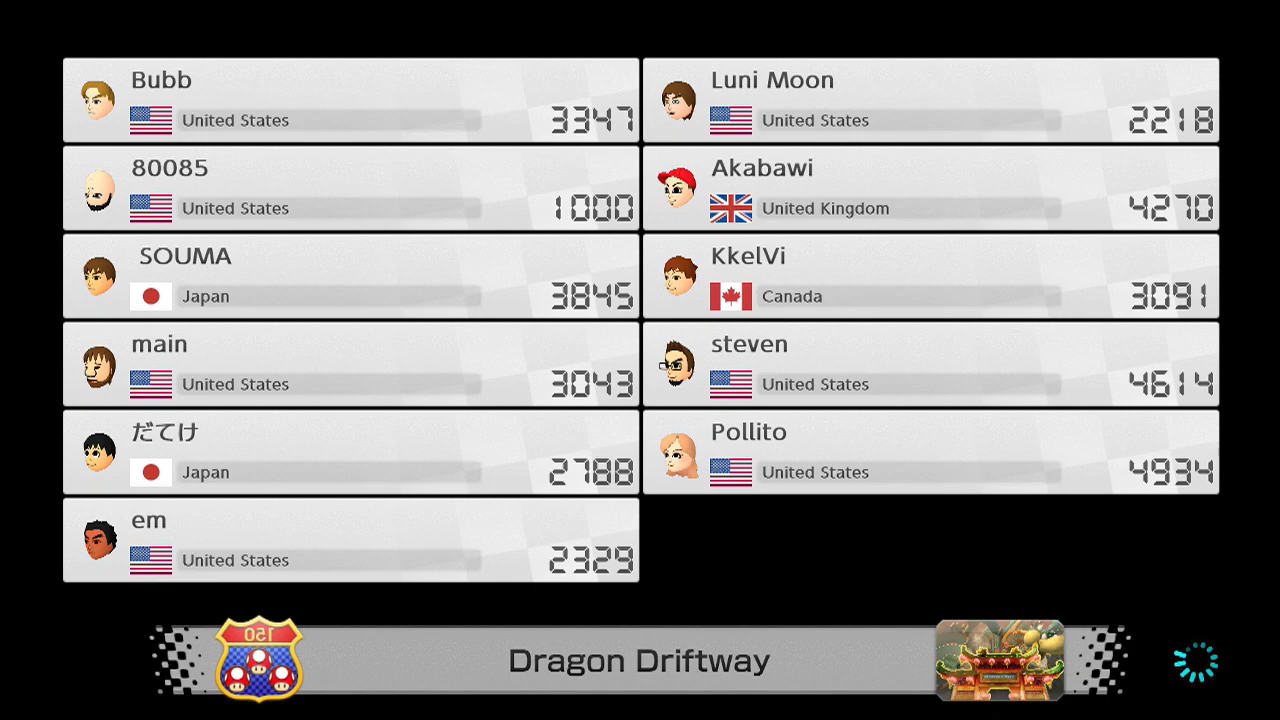 Bubb
United States
3347
Luni Moon
United States
2218
80085
United States
1000
Akabawi
United Kingdom
4270
SOUMA
Japan
3845
KkelVi
Canada
3091
main
United States
3043
steven
United States
4614
だてけ
Japan
2788
Pollito
United States
4934
em
United States
2329
150
Dragon Driftway